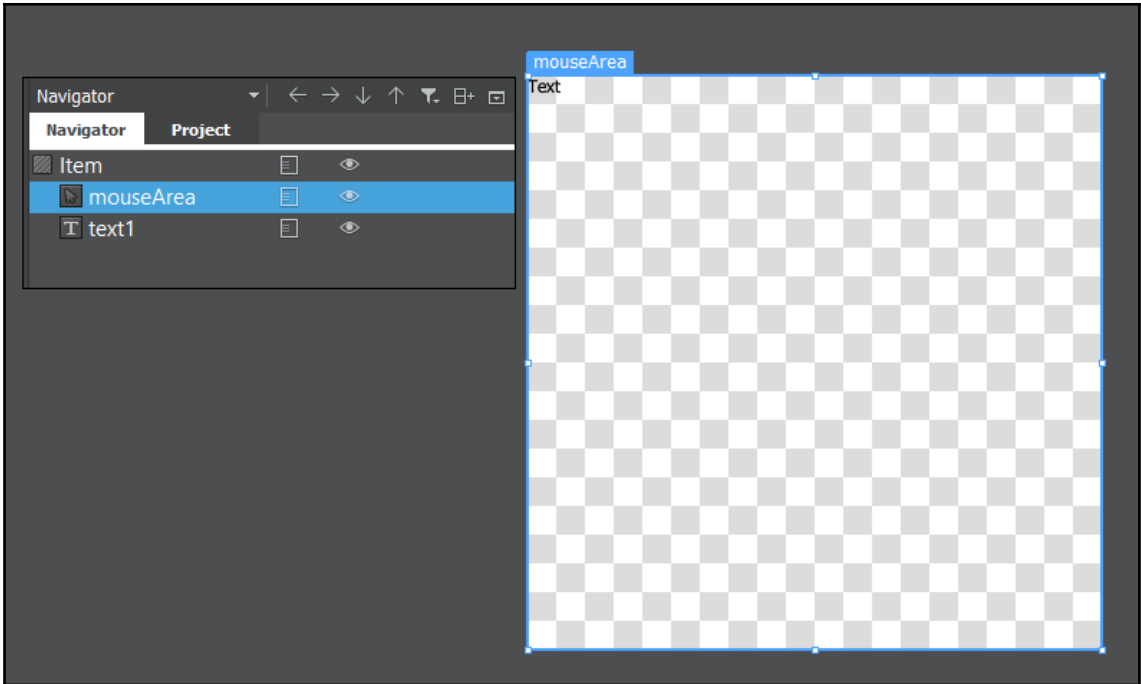 mouseArea
Text
Navigator
Navigator Project
Item
mouseArea
text1